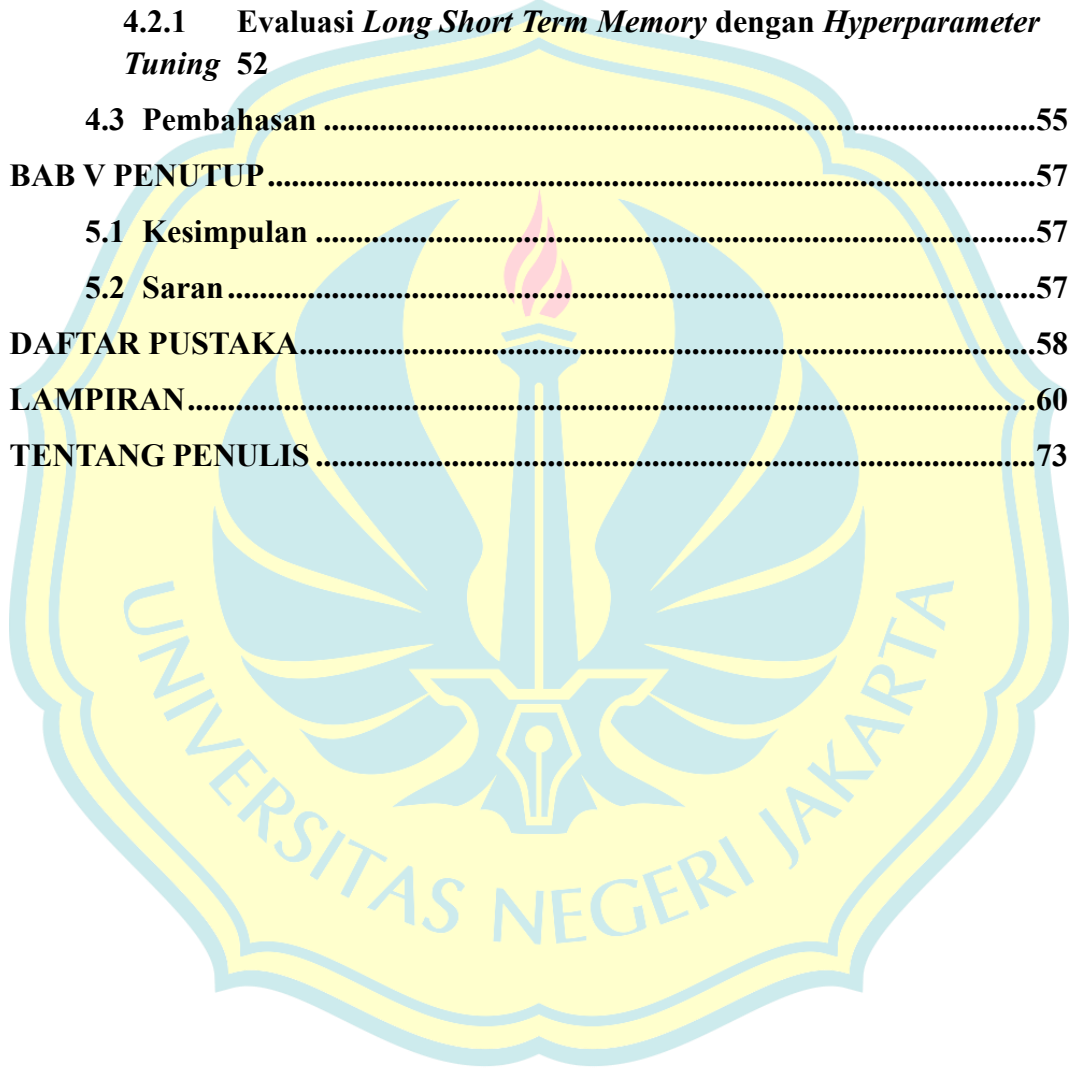 4.2.1 Evaluasi Long Short Term Memory dengan Hyperparameter
Tuning 52
4.3 Pembahasan ........................................................................................55
BAB V PENUTUP ..................................................................................................57
5.1 Kesimpulan .........................................................................................57
5.2 Saran ...................................................................................................57
DAFTAR PUSTAKA..............................................................................................58
LAMPIRAN............................................................................................................60
TENTANG PENULIS ............................................................................................73
UNIVERSITAS NEGERI JAKARTA